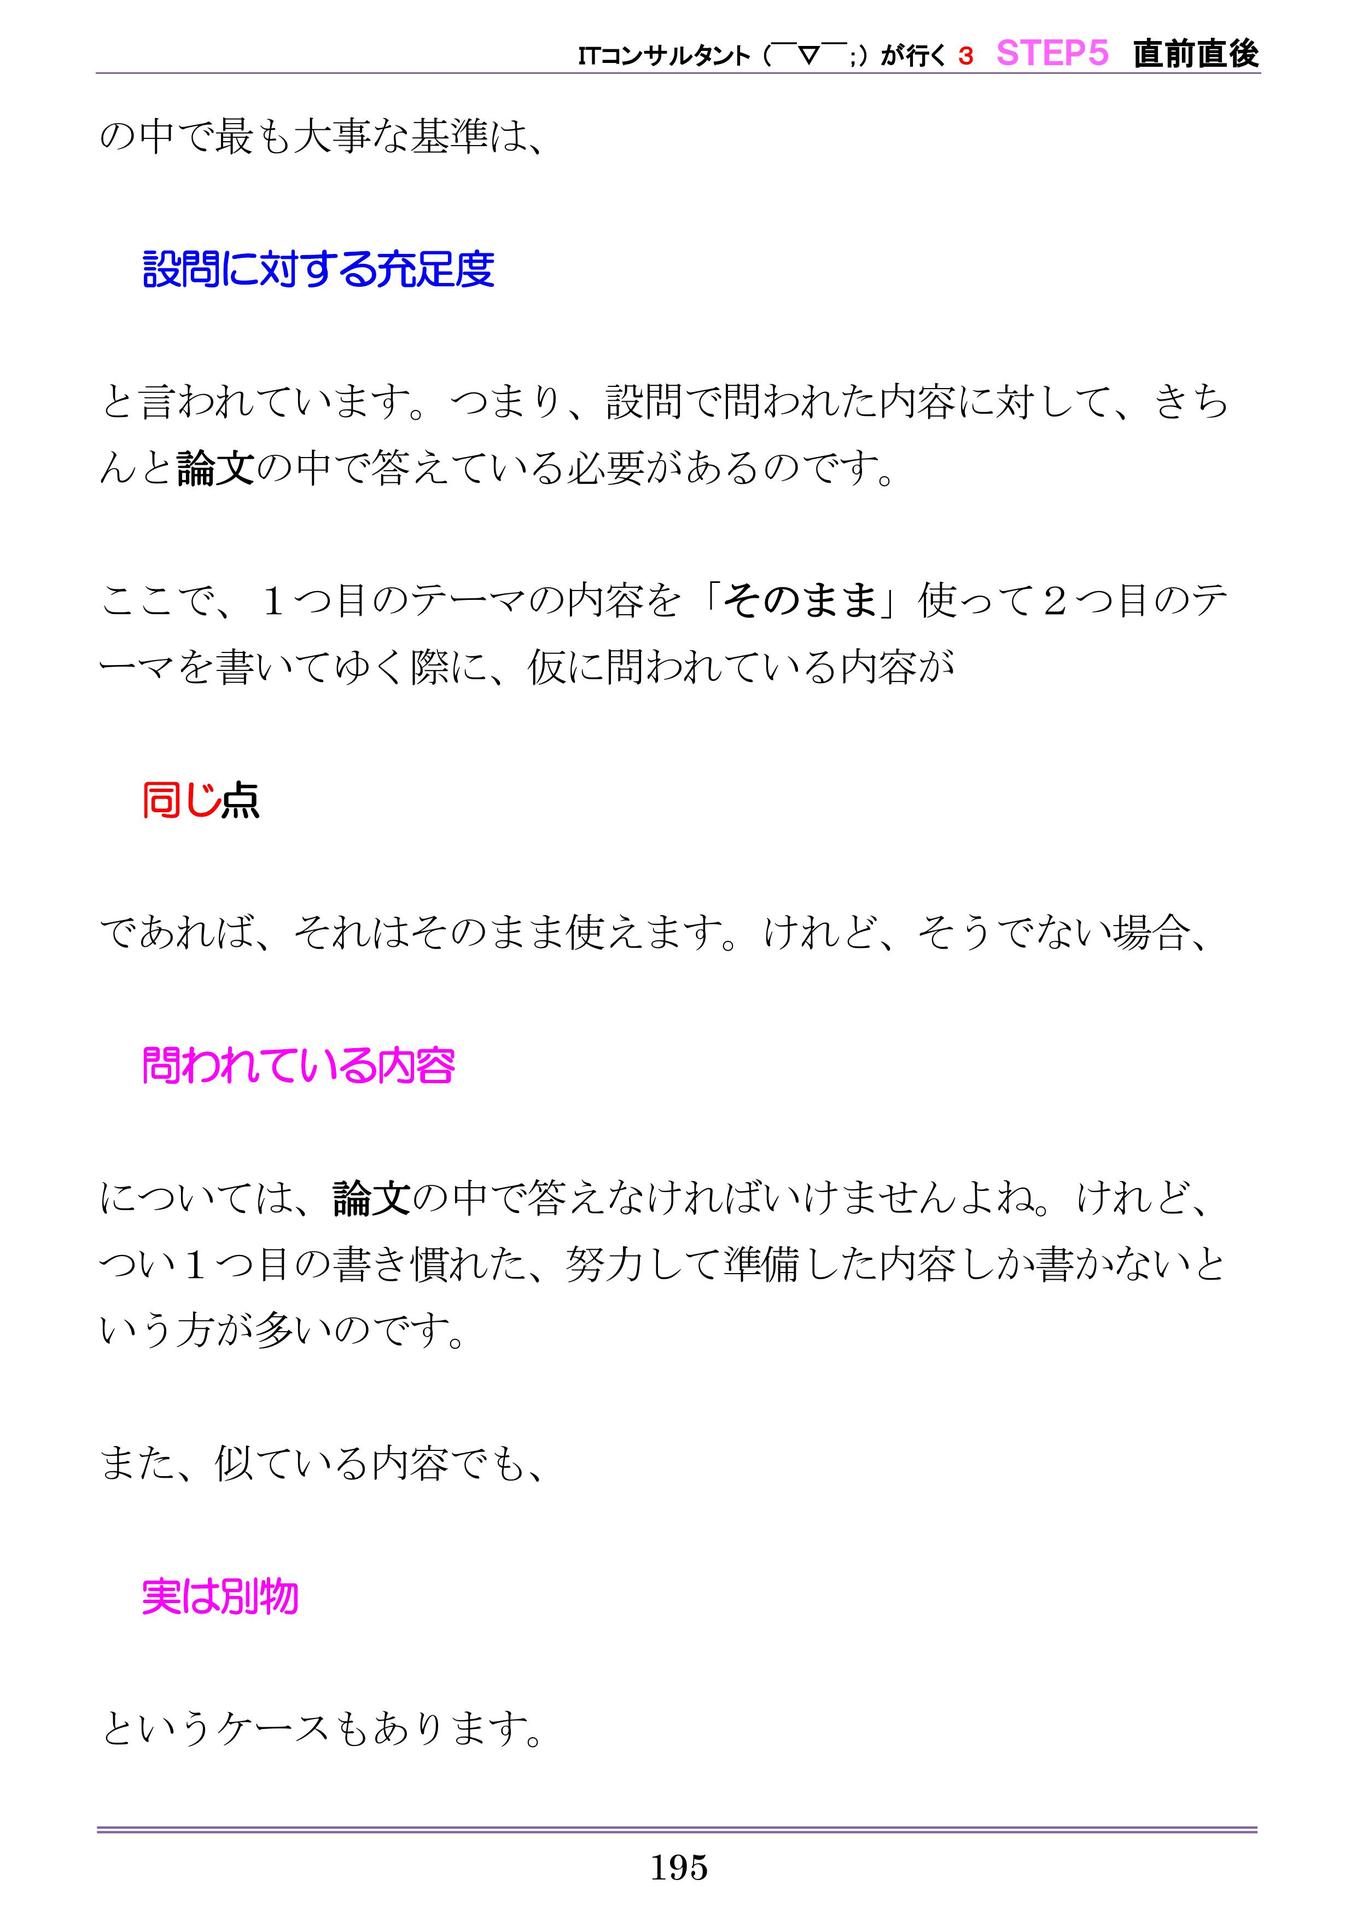 ITコンサルタント（￣▽￣；）が行く 3 STEP5 直前直後
の中で最も大事な基準は、
設問に対する充足度
と言われています。つまり、設問で問われた内容に対して、きち
んと論文の中で答えている必要があるのです。
ここで、１つ目のテーマの内容を「そのまま」使って２つ目のテ
ーマを書いてゆく際に、仮に問われている内容が
同じ点
であれば、それはそのまま使えます。けれど、そうでない場合、
問われている内容
については、論文の中で答えなければいけませんよね。けれど、
つい１つ目の書き慣れた、努力して準備した内容しか書かないと
いう方が多いのです。
また、似ている内容でも、
実は別物
というケースもあります。
195